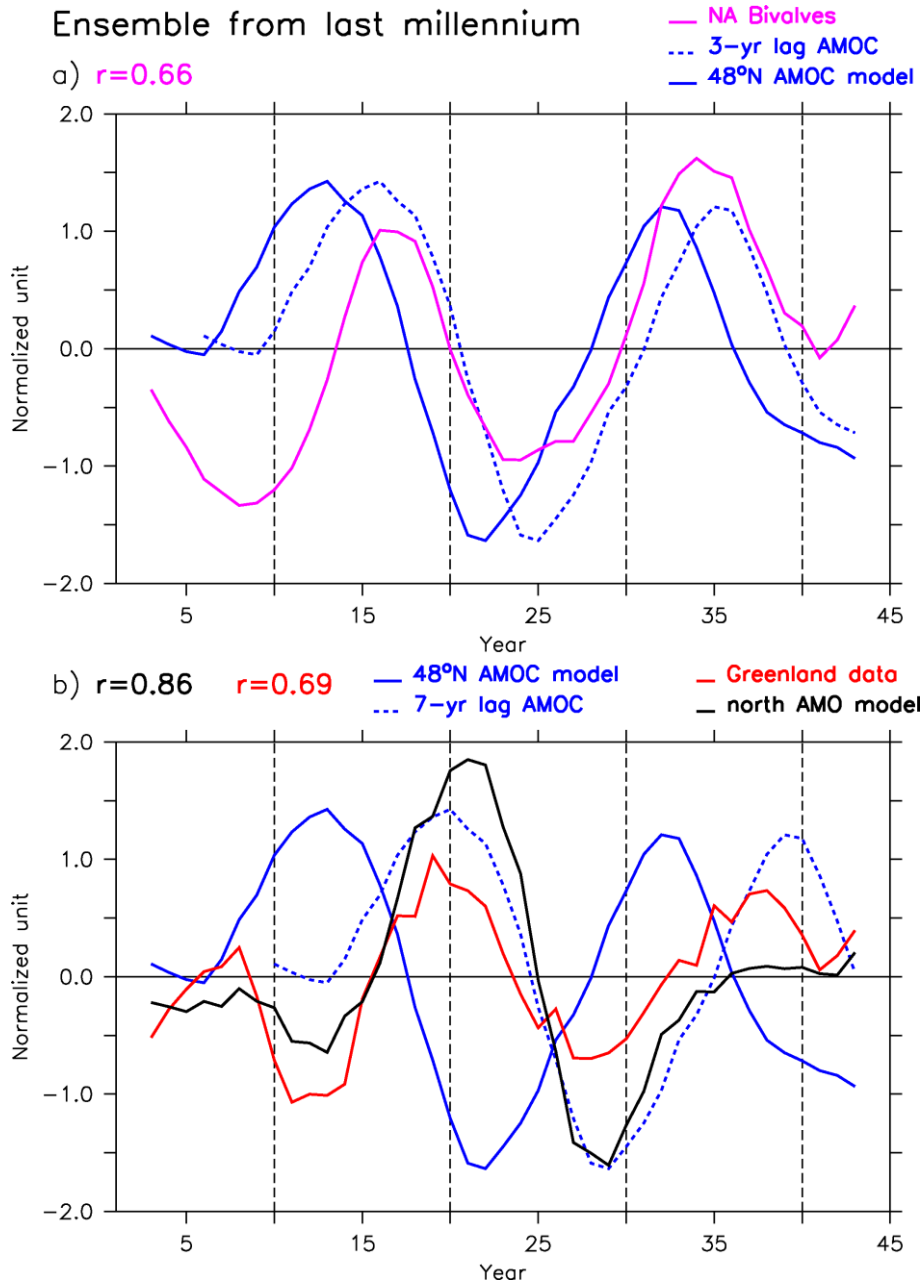 Ensemble from last millennium
NA Bivalves
3-yr lag AMOC
48°N AMOC model
a) r=0.66
2.0
1.0
0.0
−1.0
−2.0
Normalized unit
5 15 25 35 45
Year
b) r=0.86 r=0.69
48°N AMOC model
7-yr lag AMOC
Greenland data
north AMO model
2.0
1.0
0.0
−1.0
−2.0
Normalized unit
5 15 25 35 45
Year